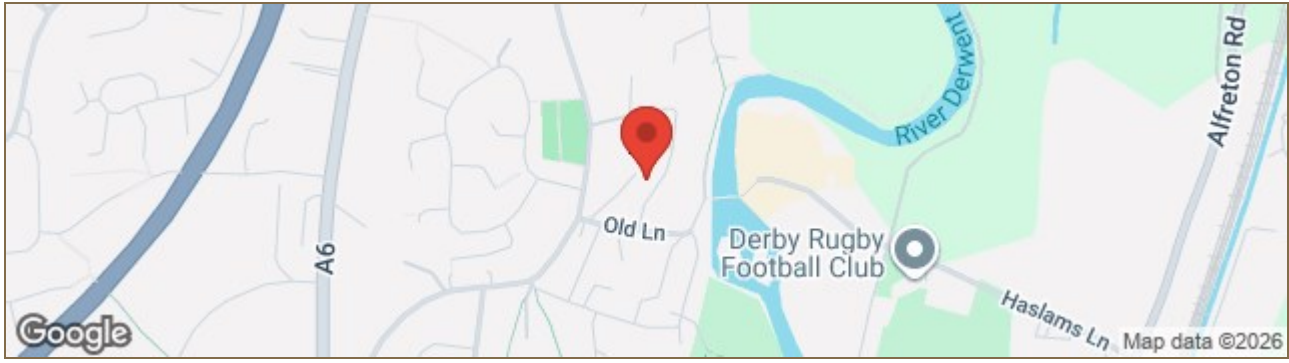 Alfreton Rd
River Derwent
A6
Old Ln
Derby Rugby
Football Club
Haslams Ln
Google
Map data ©2026